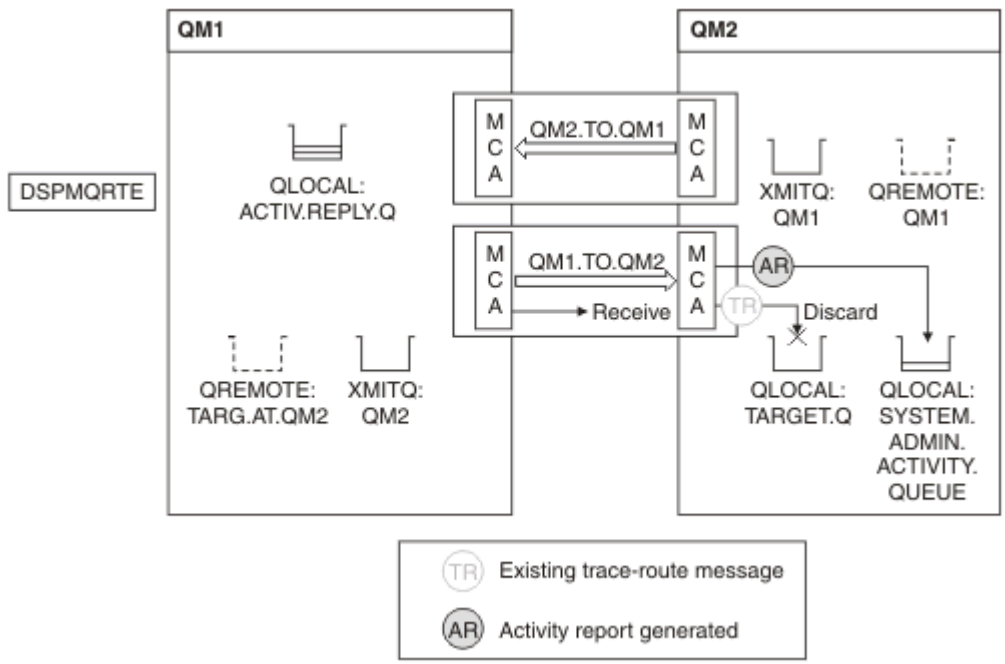 QM1
QM2
DSPMQRTE
QLOCAL:
ACTIV.REPLY.Q
M
C
A
QM2.TO.QM1
M
C
A
XMITQ:
QM1
QREMOTE:
QM1
M
C
A
QM1.TO.QM2
Receive
M
C
A
AR
TR
Discard
QREMOTE:
TARG.AT.QM2
XMITQ:
QM2
QLOCAL:
TARGET.Q
QLOCAL:
SYSTEM.
ADMIN.
ACTIVITY.
QUEUE
TR Existing trace-route message
AR Activity report generated